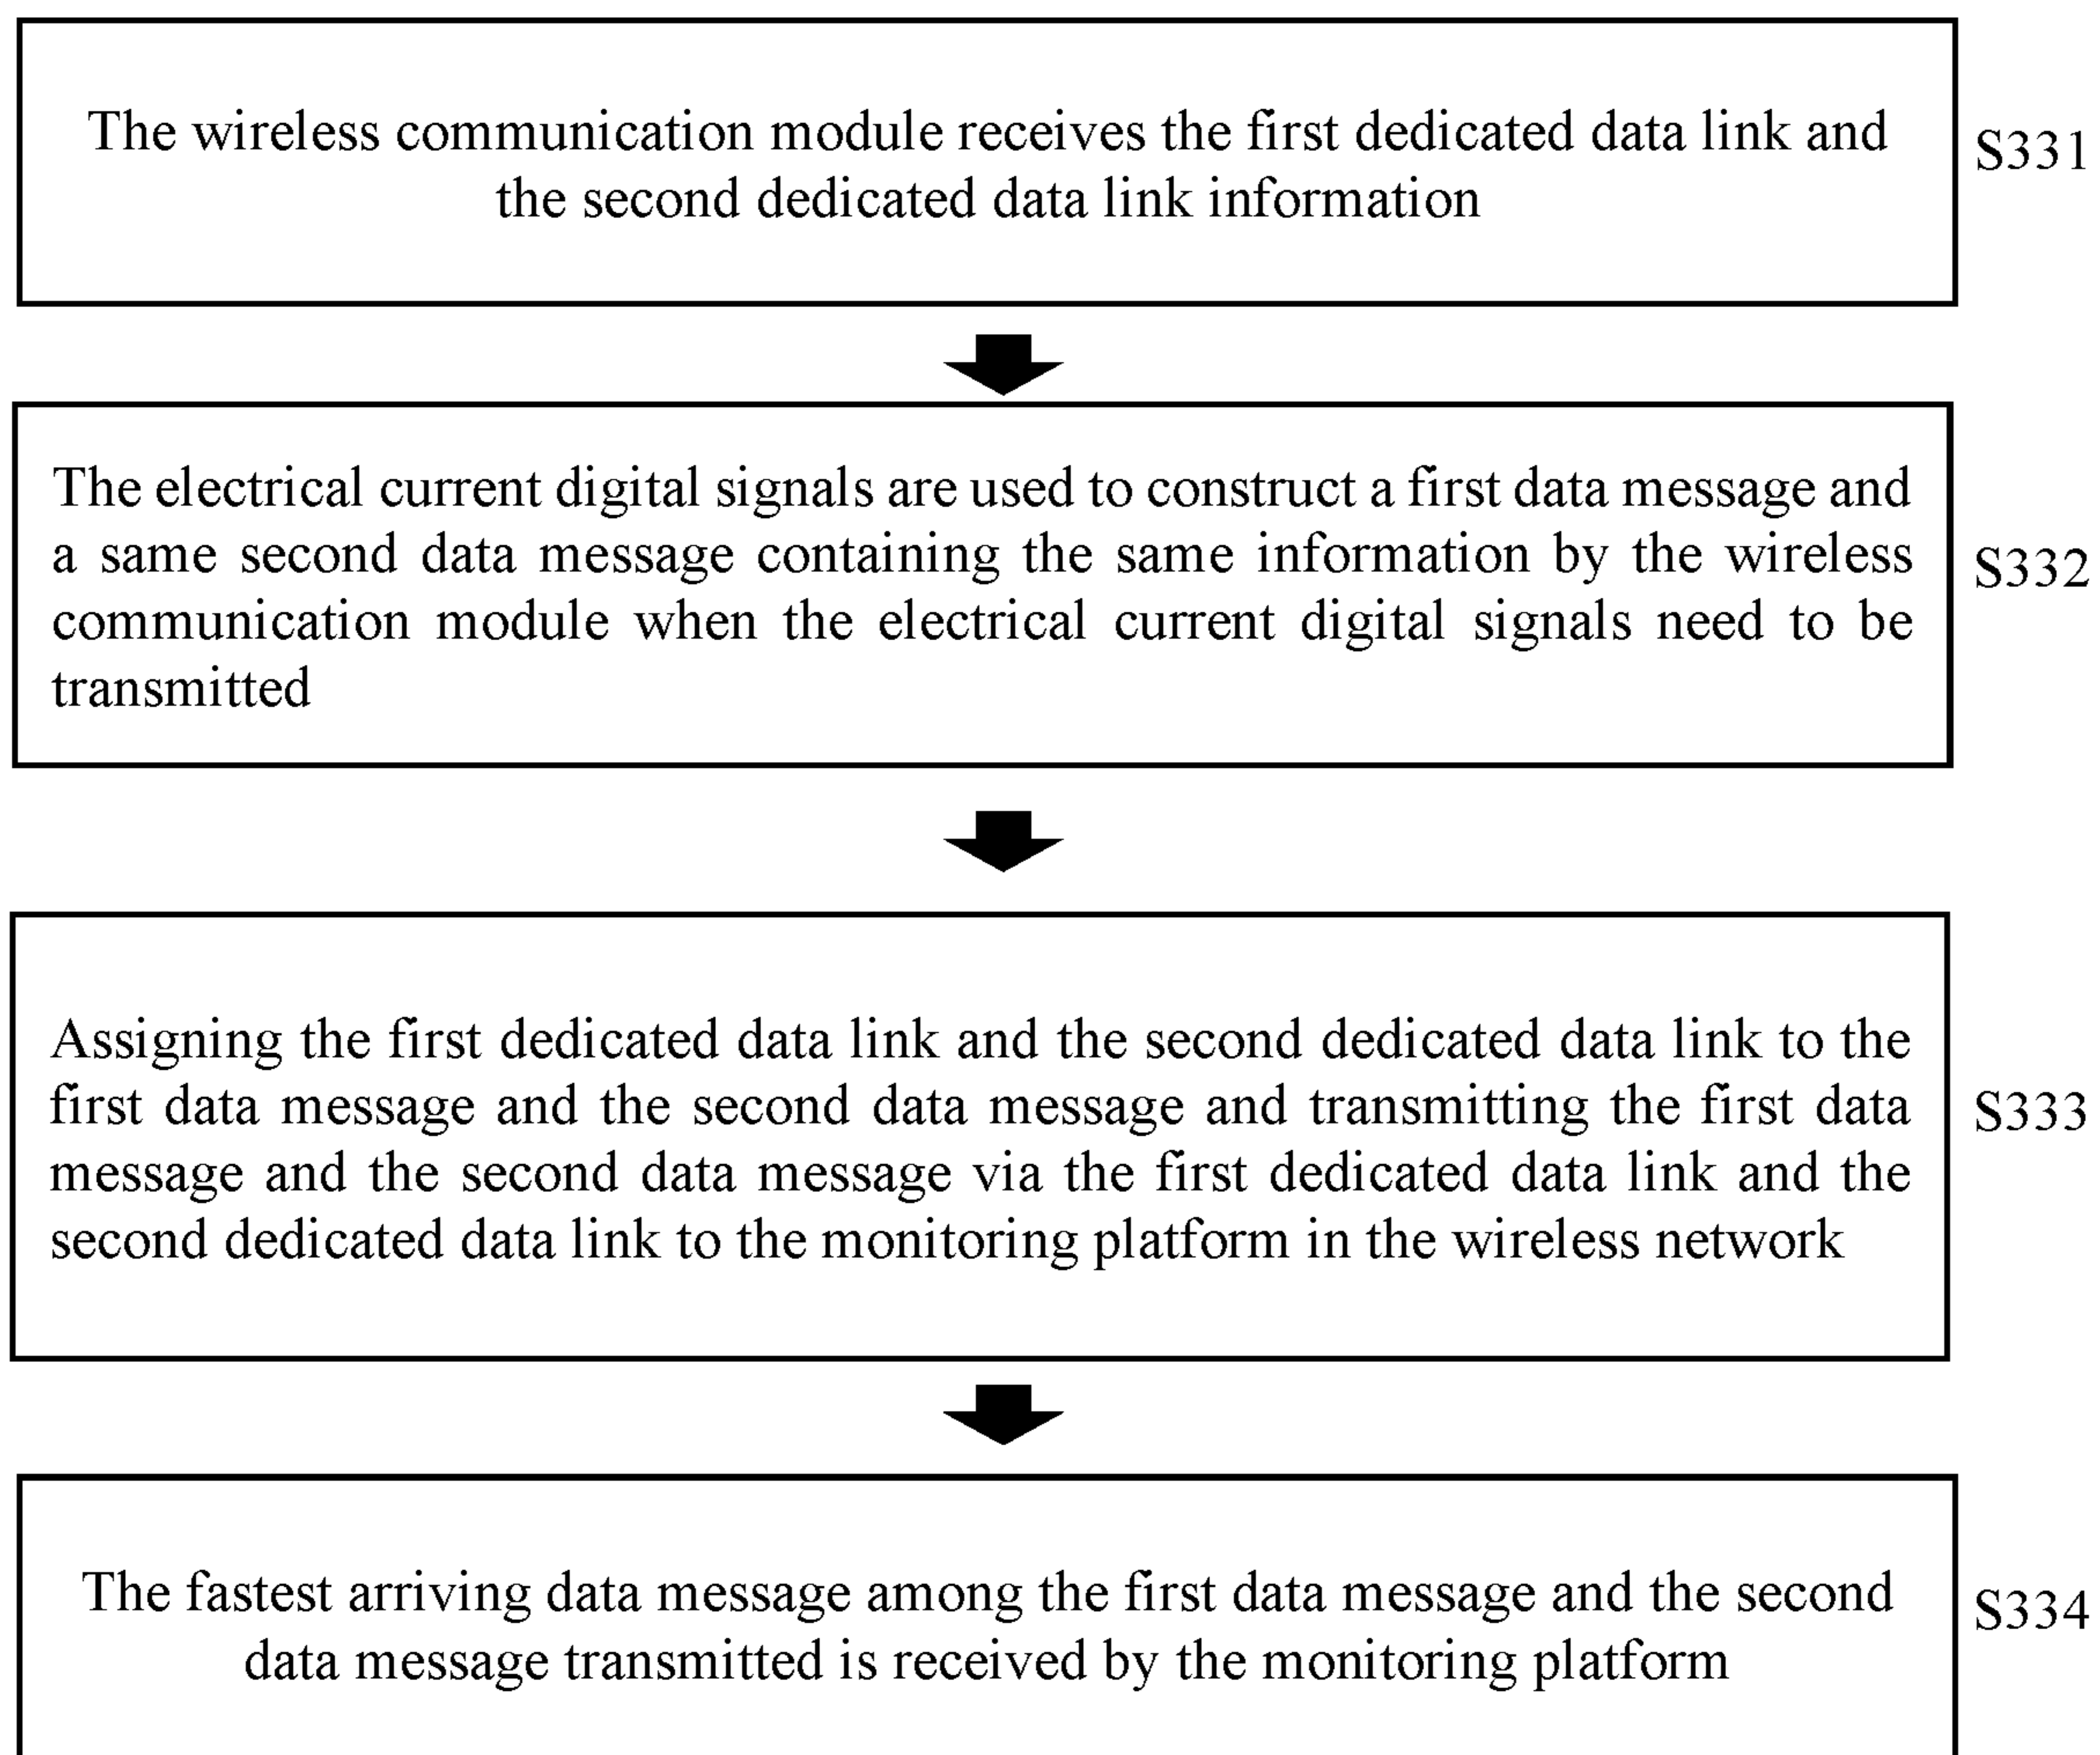 The wireless communication module receives the first dedicated data link and
the second dedicated data link information
S331
The electrical current digital signals are used to construct a first data message and
a same second data message containing the same information by the wireless
communication module when the electrical current digital signals need to be
transmitted
S332
Assigning the first dedicated data link and the second dedicated data link to the
first data message and the second data message and transmitting the first data
message and the second data message via the first dedicated data link and the
second dedicated data link to the monitoring platform in the wireless network
S333
The fastest arriving data message among the first data message and the second
data message transmitted is received by the monitoring platform
S334